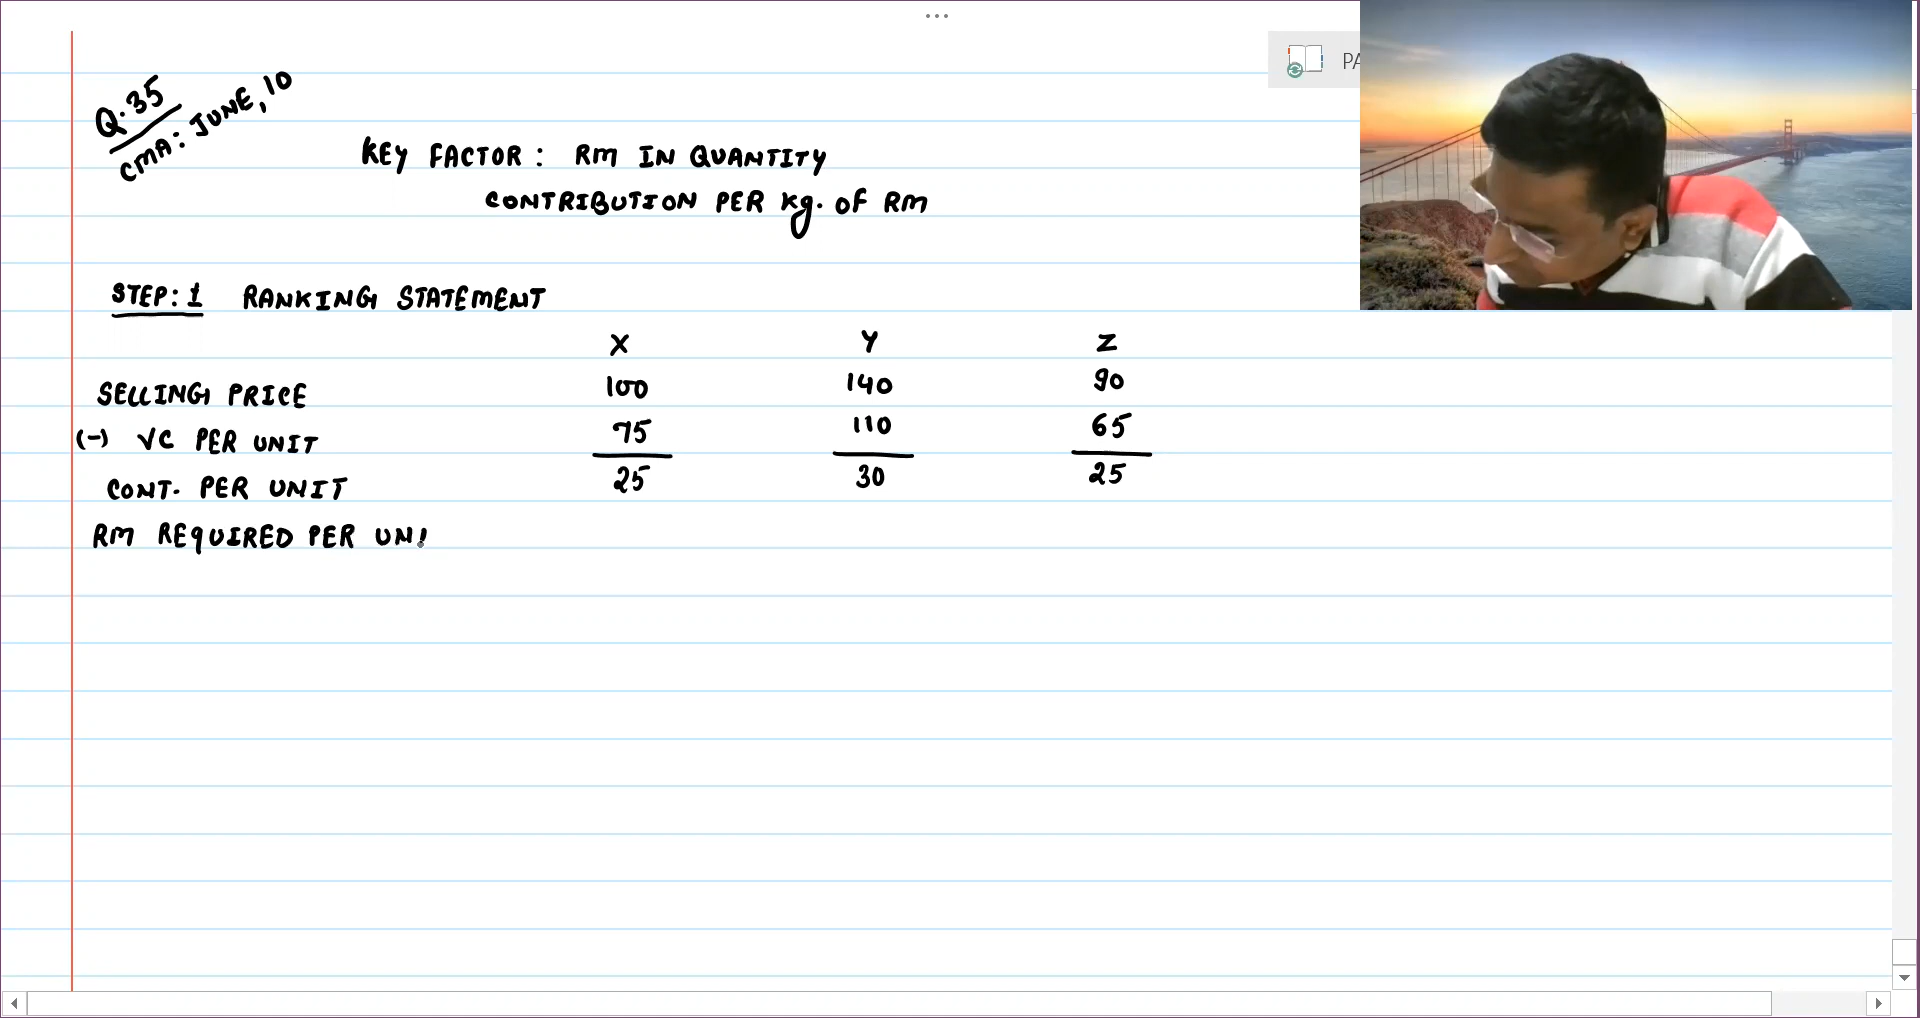 Q.35
CMA: JUNE, 10
KEY FACTOR: RM IN QUANTITY
CONTRIBUTION PER Kg. OF RM
STEP: 1 RANKING STATEMENT
X Y Z
SELLING PRICE 100 140 90
(-) VC PER UNIT 75 110 65
CONT. PER UNIT 25 30 25
RM REQUIRED PER UNI
PA